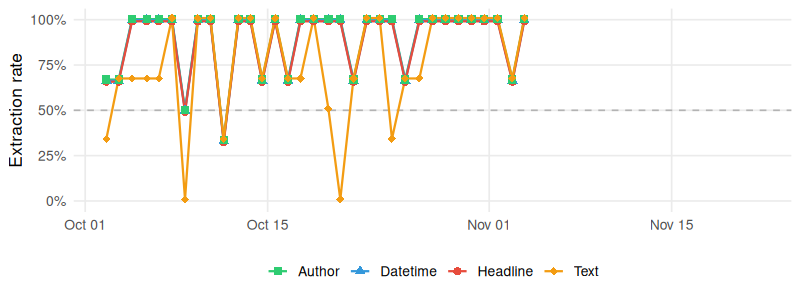 Extraction rate
100%
75%
50%
25%
0%
Oct 01 Oct 15 Nov 01 Nov 15
Author Datetime Headline Text